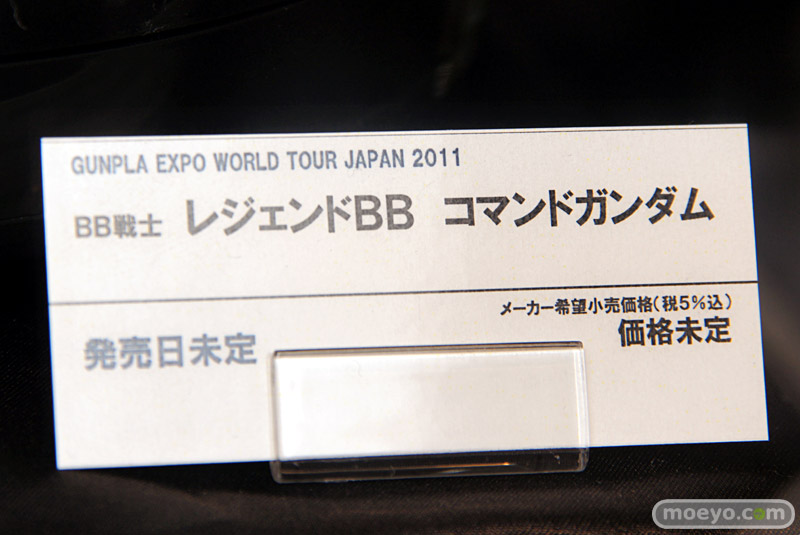 GUNPLA EXPO WORLD TOUR JAPAN 2011
BB戦士 レジェンドBB コマンドガンダム
メーカー希望小売価格(税5%込)
発売日未定
価格未定
moeyo.com